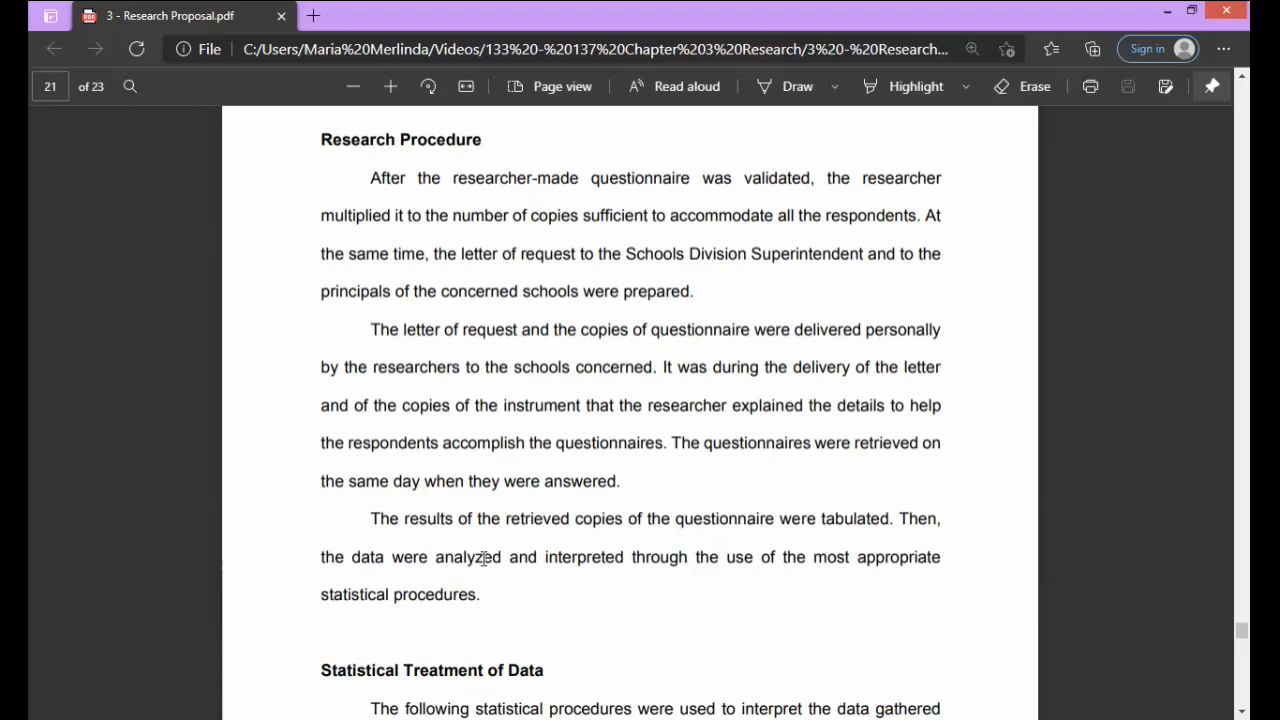 3 - Research Proposal.pdf
File
C:/Users/Maria%20Merlinda/Videos/133%20-%20137%20Chapter%203%20Research/3%20-%20Research...
Sign in
21 of 23
Page view
Read aloud
Draw
Highlight
Erase
Research Procedure
After the researcher-made questionnaire was validated, the researcher
multiplied it to the number of copies sufficient to accommodate all the respondents. At
the same time, the letter of request to the Schools Division Superintendent and to the
principals of the concerned schools were prepared.
The letter of request and the copies of questionnaire were delivered personally
by the researchers to the schools concerned. It was during the delivery of the letter
and of the copies of the instrument that the researcher explained the details to help
the respondents accomplish the questionnaires. The questionnaires were retrieved on
the same day when they were answered.
The results of the retrieved copies of the questionnaire were tabulated. Then,
the data were analyzed and interpreted through the use of the most appropriate
statistical procedures.
Statistical Treatment of Data
The following statistical procedures were used to interpret the data gathered